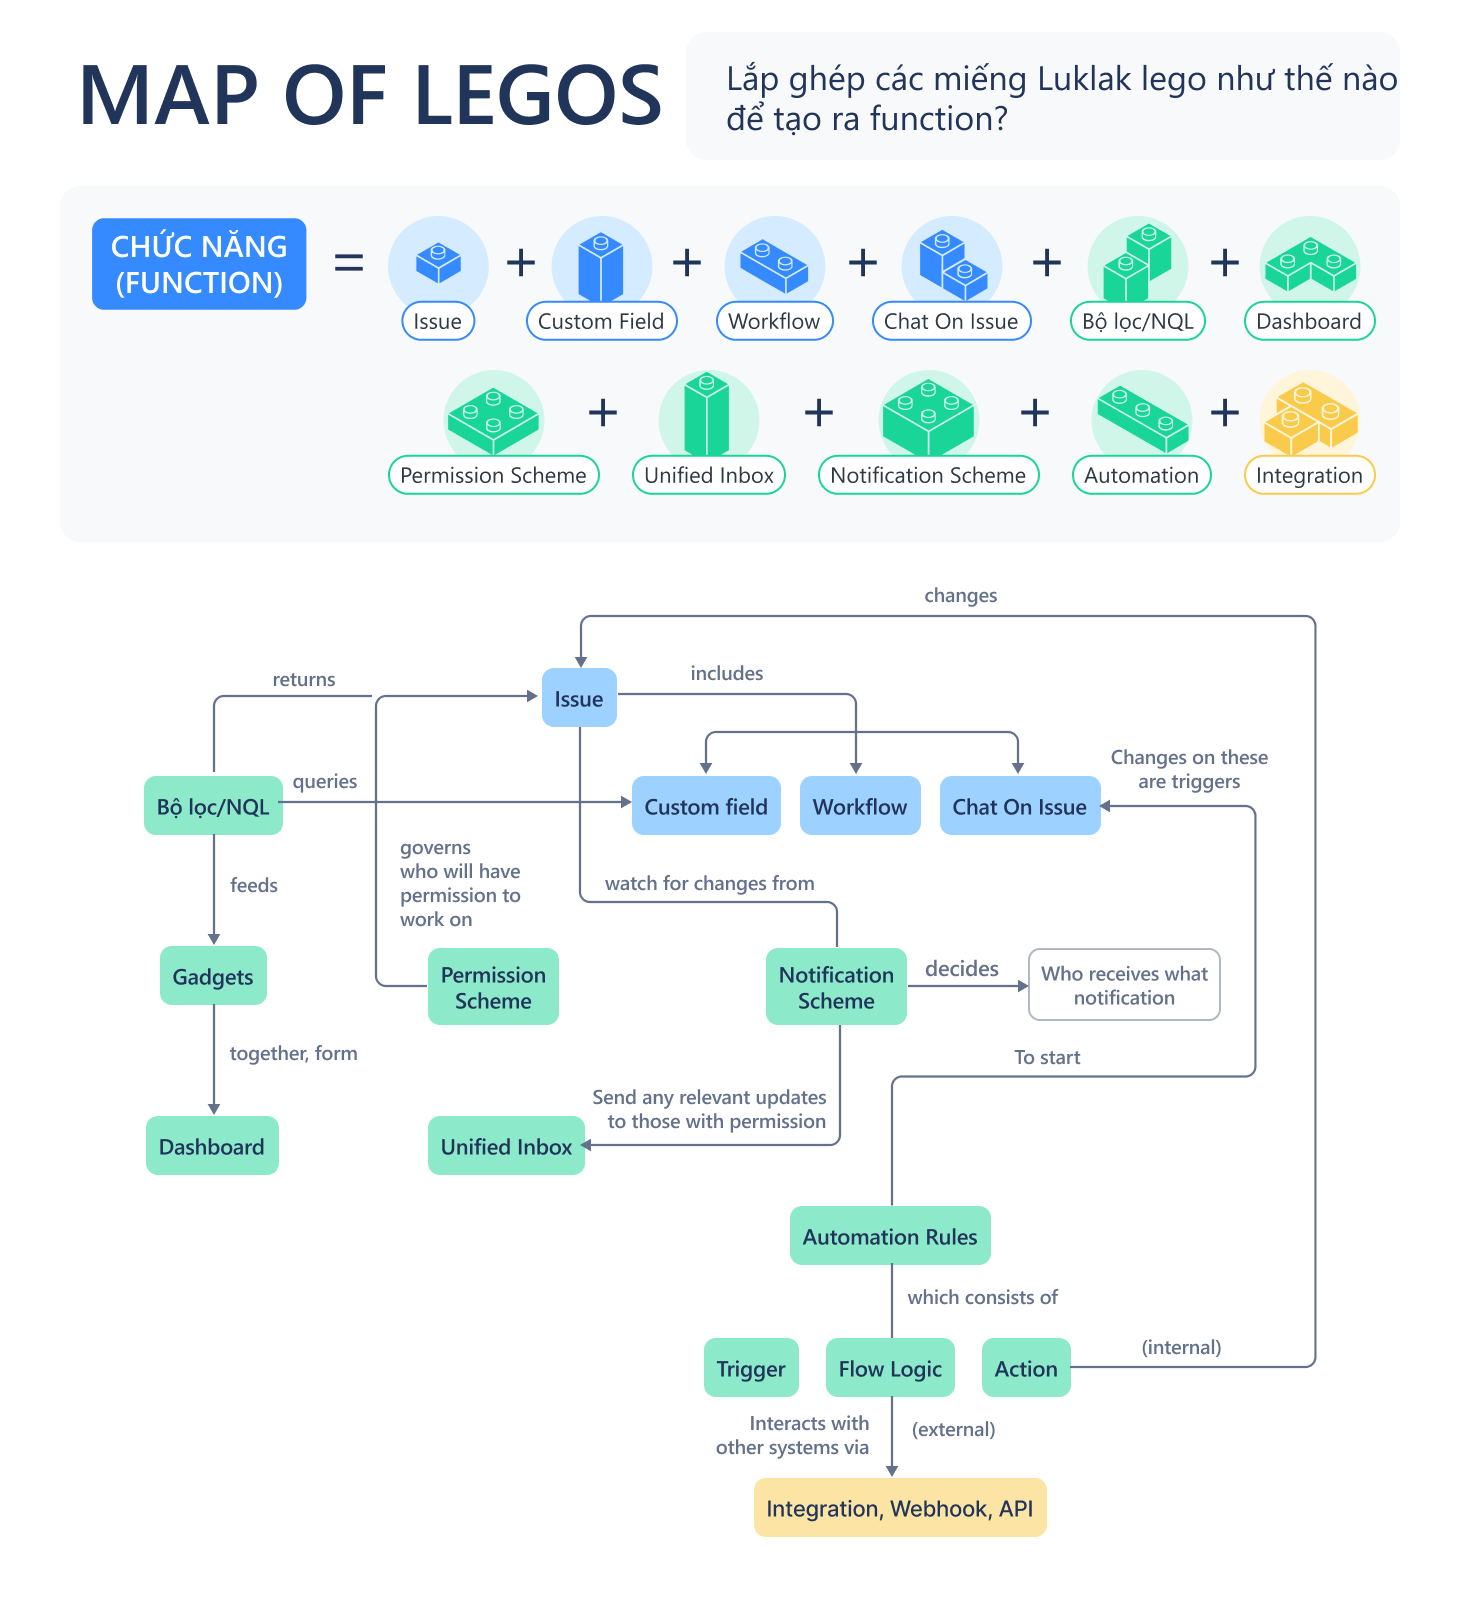 MAP OF LEGOS
Lắp ghép các miếng Luklak lego như thế nào
để tạo ra function?
CHỨC NĂNG
(FUNCTION)
=
+
+
+
+
+
Issue
Custom Field
Workflow
Chat On Issue
Bộ lọc/NQL
Dashboard
+
+
+
+
Permission Scheme
Unified Inbox
Notification Scheme
Automation
Integration
changes
returns
includes
Issue
Changes on these
are triggers
queries
Bộ lọc/NQL
Custom field
Workflow
Chat On Issue
governs
who will have
permission to
work on
feeds
watch for changes from
Gadgets
Permission
Scheme
Notification
Scheme
decides
Who receives what
notification
together, form
To start
Send any relevant updates
to those with permission
Dashboard
Unified Inbox
Automation Rules
which consists of
(internal)
Trigger
Flow Logic
Action
Interacts with
other systems via
(external)
Integration, Webhook, API